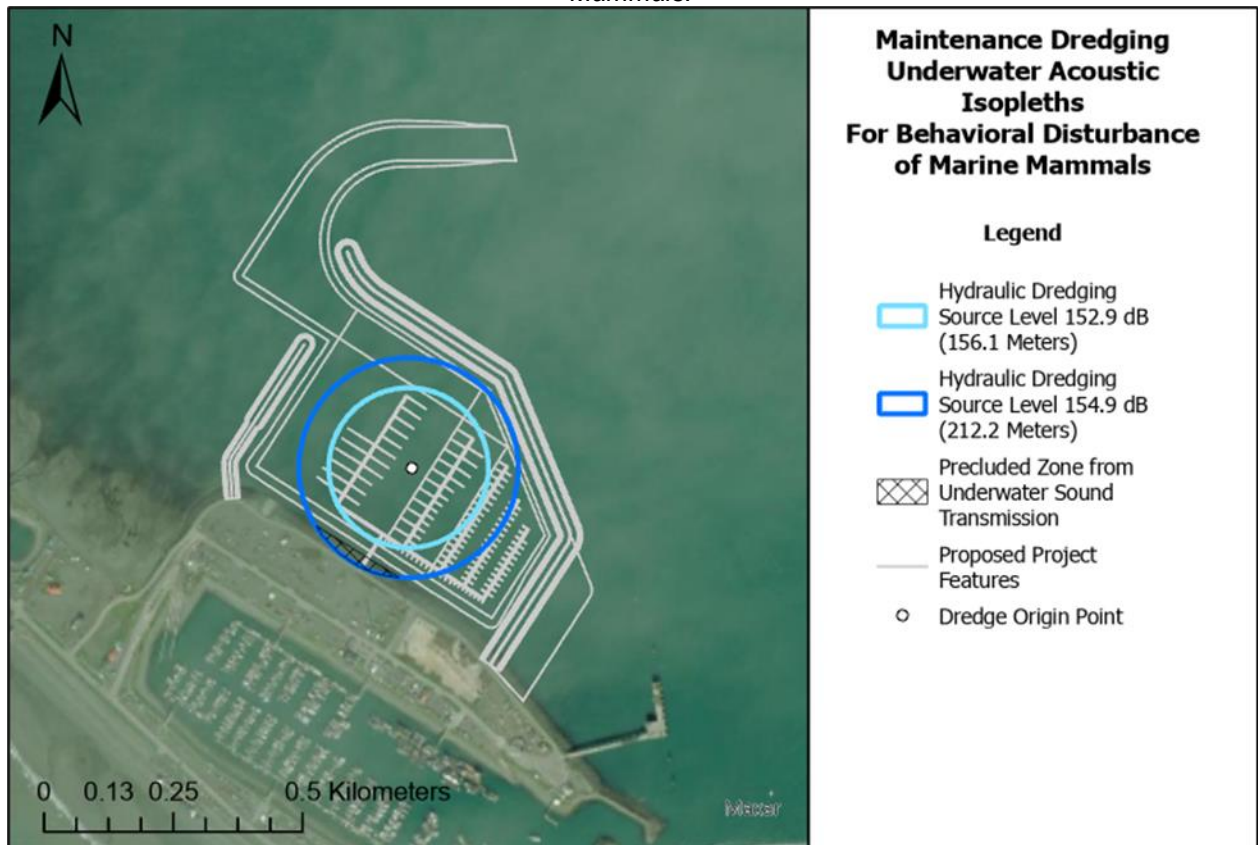 Mammals.
N
Maintenance Dredging
Underwater Acoustic
Isopleths
For Behavioral Disturbance
of Marine Mammals
Legend
Hydraulic Dredging
Source Level 152.9 dB
(156.1 Meters)
Hydraulic Dredging
Source Level 154.9 dB
(212.2 Meters)
Precluded Zone from
Underwater Sound
Transmission
Proposed Project
Features
Dredge Origin Point
0 0.13 0.25 0.5 Kilometers
Maxar